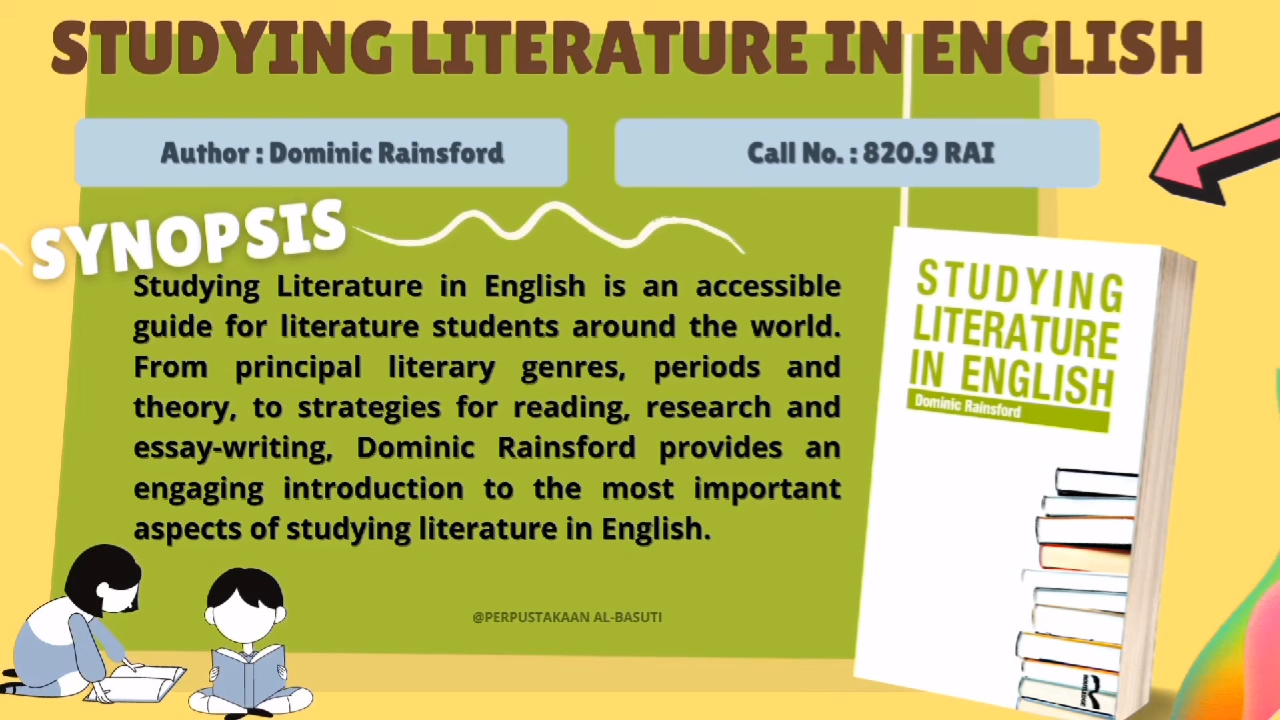 STUDYING LITERATURE IN ENGLISH
Author : Dominic Rainsford
Call No. : 820.9 RAI
SYNOPSIS
Studying Literature in English is an accessible
guide for literature students around the world.
From principal literary genres, periods and
theory, to strategies for reading, research and
essay-writing, Dominic Rainsford provides an
engaging introduction to the most important
aspects of studying literature in English.
@PERPUSTAKAAN AL-BASUTI
STUDYING
LITERATURE
IN ENGLISH
Dominic Rainsford